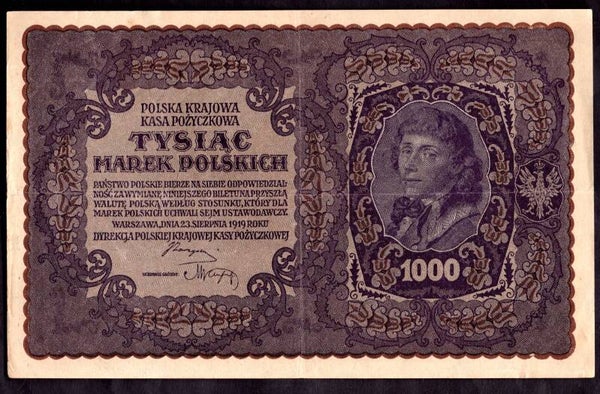 POLSKA KRAJOWA
KASA POŻYCZKOWA
TYSIĄC
MAREK POLSKICH
PAŃSTWO POLSKIE BIERZE NA SIEBIE ODPOWIEDZIAL-
NOŚĆ ZA WYMIANĘ NINIEJSZEGO BILETU NA PRZYSZŁĄ
WALUTĘ POLSKĄ WEDŁUG STOSUNKU, KTÓRY DLA
MAREK POLSKICH UCHWALI SEJM USTAWODAWCZY.
WARSZAWA, DNIA 23. SIERPNIA 1919 ROKU
DYREKCJA POLSKIEJ KRAJOWEJ KASY POŻYCZKOWEJ
SKARBNIK GŁÓWNY:
1000